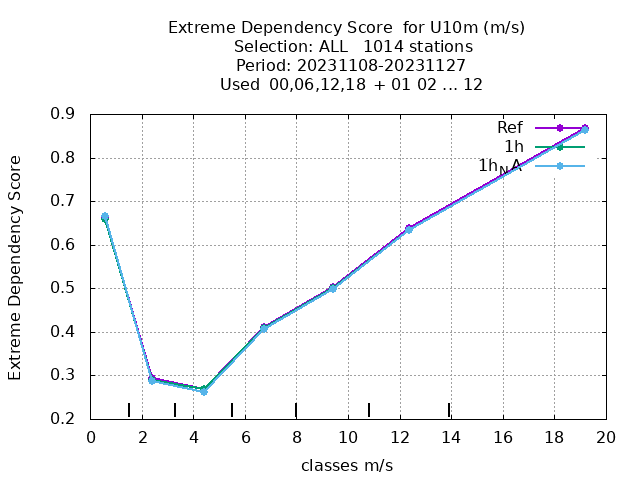 Extreme Dependency Score  for U10m (m/s)
Selection: ALL   1014 stations
Period: 20231108-20231127
Used  00,06,12,18  + 01 02 ... 12
Extreme Dependency Score
0.9
0.8
0.7
0.6
0.5
0.4
0.3
0.2
Ref
1h
1h_NA
0 2 4 6 8 10 12 14 16 18 20
classes m/s